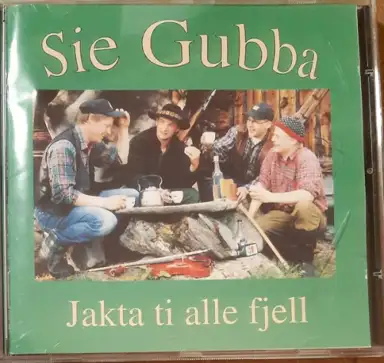 Sie Gubba
Jakta ti alle fjell